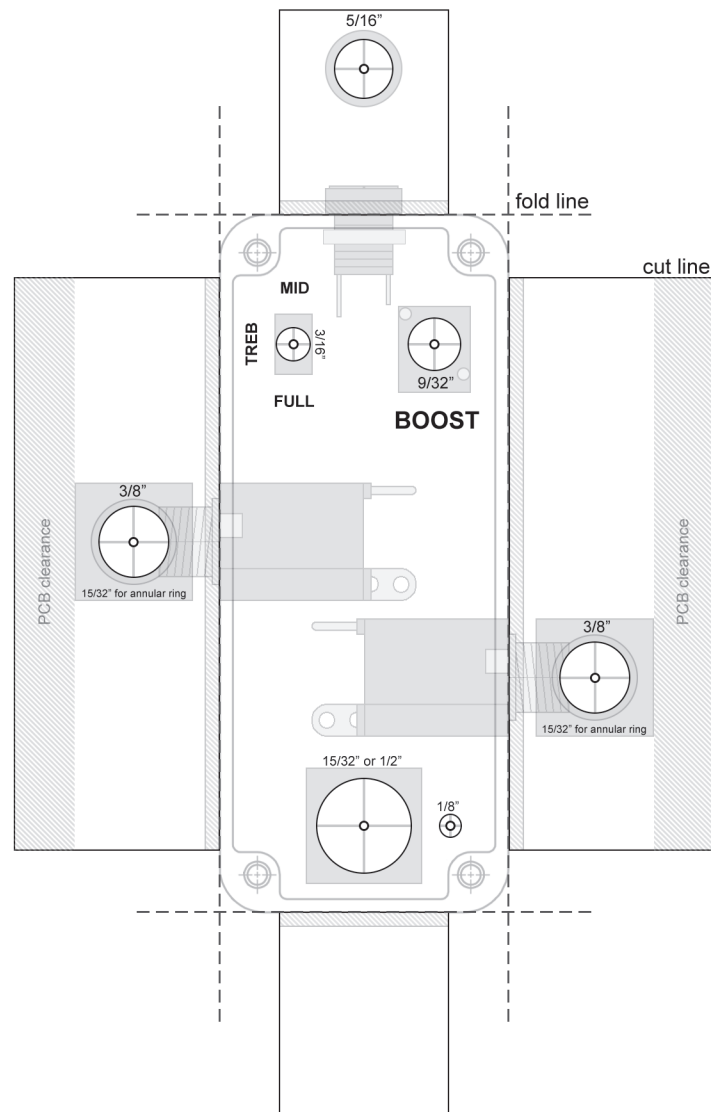 5/16”
fold line
cut line
MID
TREB
3/16”
FULL
9/32”
BOOST
3/8”
15/32” for annular ring
PCB clearance
3/8”
15/32” for annular ring
PCB clearance
15/32” or 1/2”
1/8”